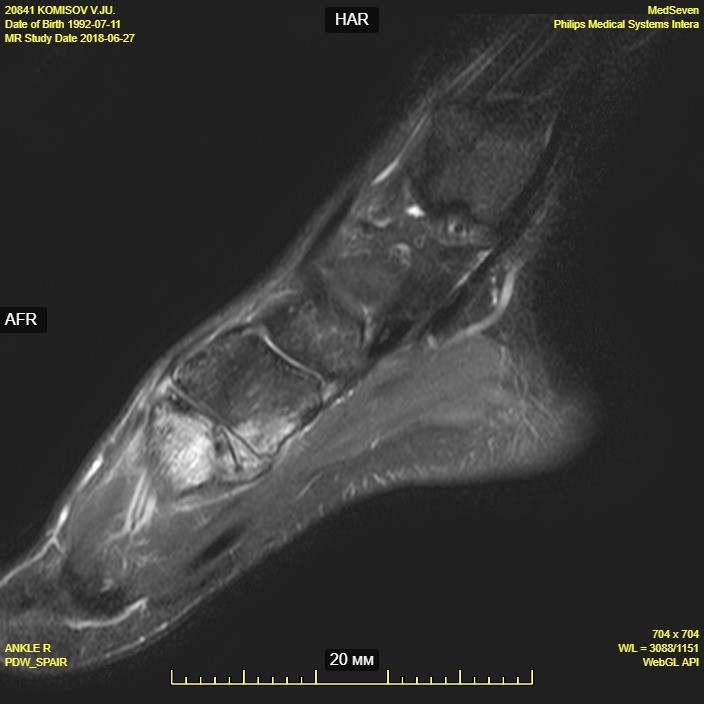 20841 KOMISOV V.JU.
Date of Birth 1992-07-11
MR Study Date 2018-06-27
HAR
MedSeven
Philips Medical Systems Intera
AFR
ANKLE R
PDW_SPAIR
20 мм
704 x 704
W/L = 3088/1151
WebGL API